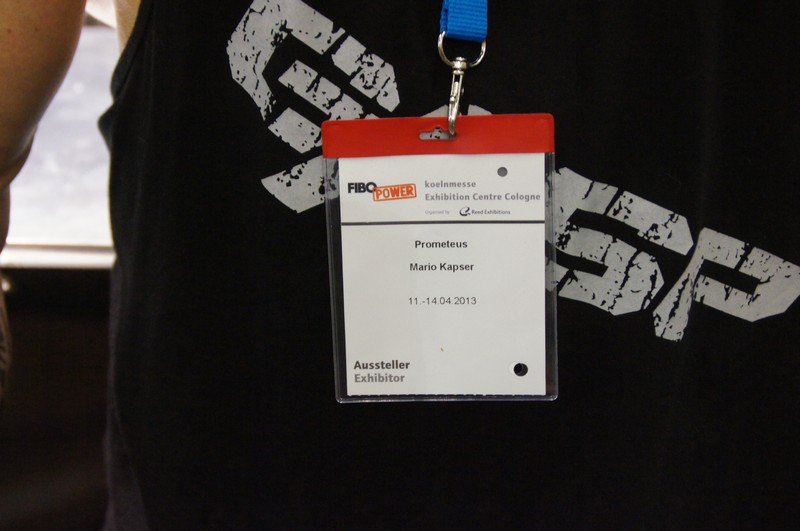 FIBO POWER
koelnmesse
Exhibition Centre Cologne
Organised by Reed Exhibitions
Prometeus
Mario Kapser
11.-14.04.2013
Aussteller
Exhibitor